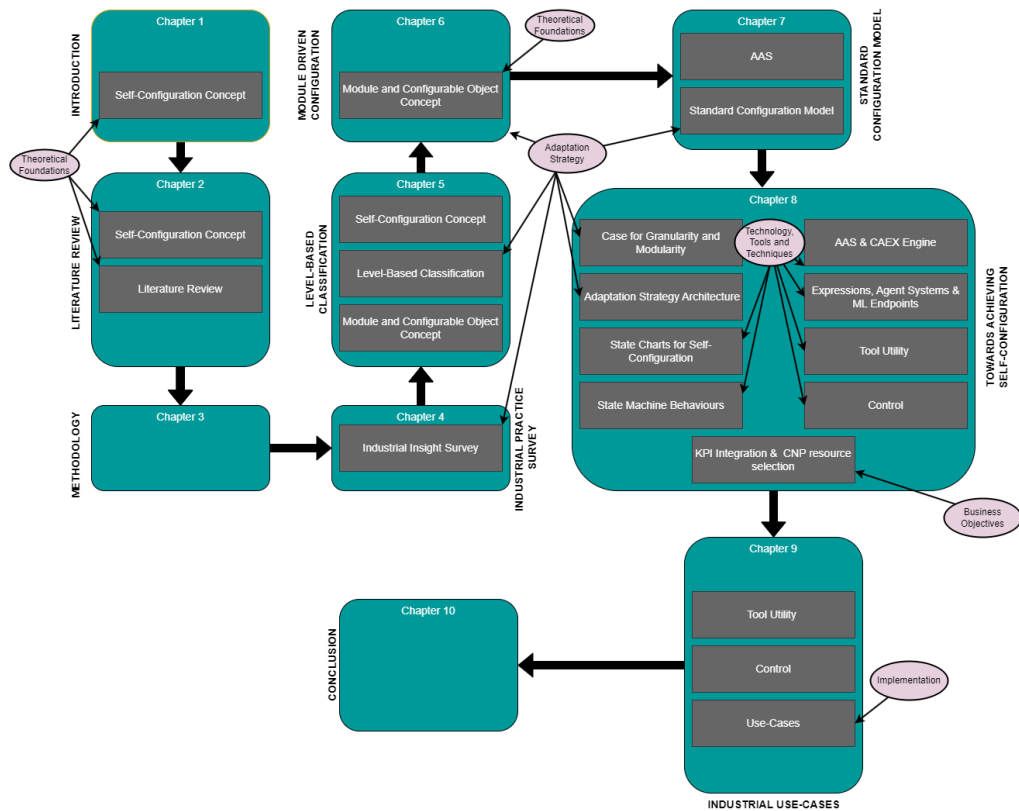 Chapter 1
INTRODUCTION
Self-Configuration Concept
Theoretical
Foundations
Chapter 2
LITERATURE REVIEW
Self-Configuration Concept
Literature Review
Chapter 3
METHODOLOGY
Chapter 4
INDUSTRIAL PRACTICE
SURVEY
Industrial Insight Survey
Chapter 5
LEVEL-BASED
CLASSIFICATION
Self-Configuration Concept
Level-Based Classification
Module and Configurable Object
Concept
Chapter 6
MODULE DRIVEN
CONFIGURATION
Theoretical
Foundations
Module and Configurable Object
Concept
Adaptation
Strategy
Chapter 7
STANDARD
CONFIGURATION MODEL
AAS
Standard Configuration Model
Chapter 8
TOWARDS ACHIEVING
SELF-CONFIGURATION
Case for Granularity and
Modularity
Technology,
Tools and
Techniques
AAS & CAEX Engine
Adaptation Strategy Architecture
Expressions, Agent Systems &
ML Endpoints
State Charts for Self-
Configuration
Tool Utility
State Machine Behaviours
Control
KPI Integration & CNP resource
selection
Business
Objectives
Chapter 9
Tool Utility
Control
Use-Cases
Implementation
INDUSTRIAL USE-CASES
Chapter 10
CONCLUSION